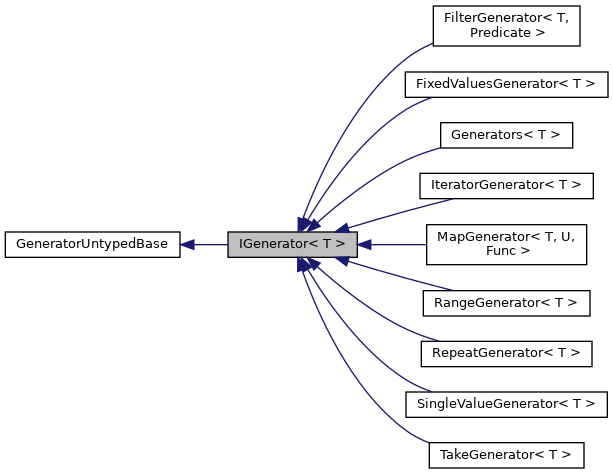 FilterGenerator< T,
Predicate >
FixedValuesGenerator< T >
Generators< T >
IteratorGenerator< T >
GeneratorUntypedBase
IGenerator< T >
MapGenerator< T, U,
Func >
RangeGenerator< T >
RepeatGenerator< T >
SingleValueGenerator< T >
TakeGenerator< T >